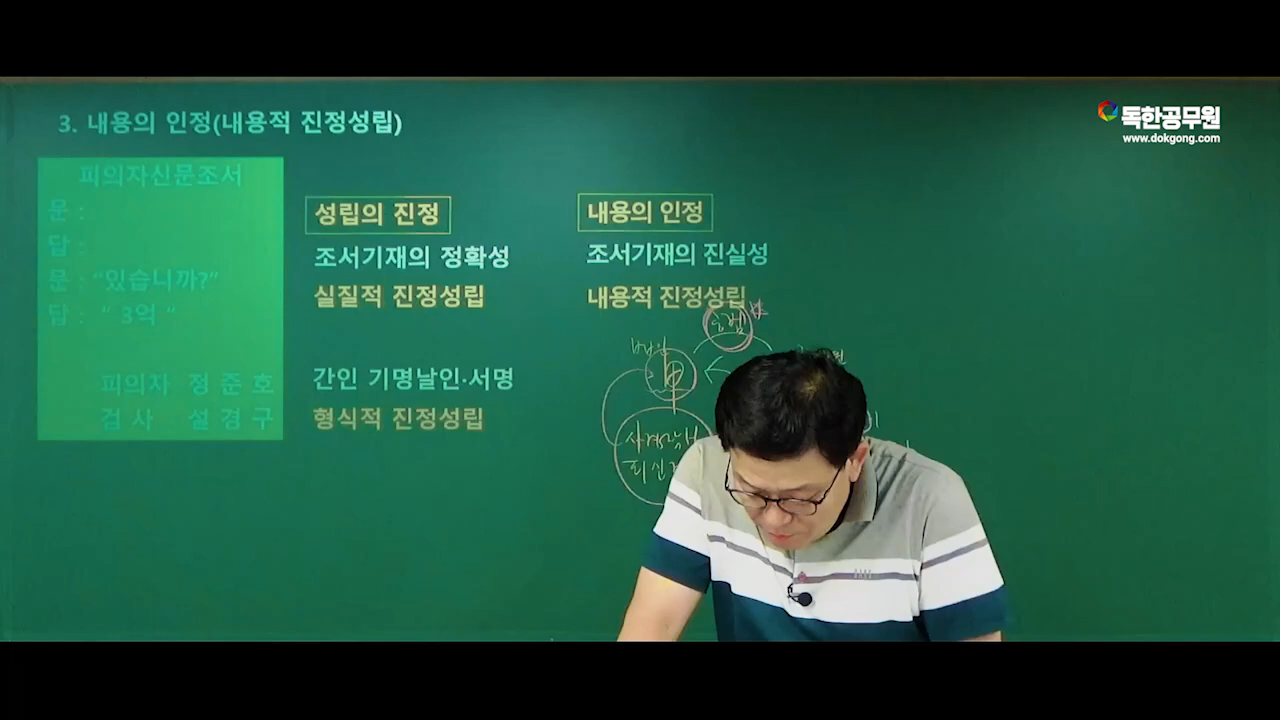 3. 내용의 인정(내용적 진정성립)
독한공무원
www.dokgong.com
피의자신문조서
문 :
답 :
문 : “있습니까?”
답 : “ 3억 “
피의자 정 준 호
검 사 설 경 구
성립의 진정
조서기재의 정확성
실질적 진정성립
간인 기명날인·서명
형식적 진정성립
내용의 인정
조서기재의 진실성
내용적 진정성립